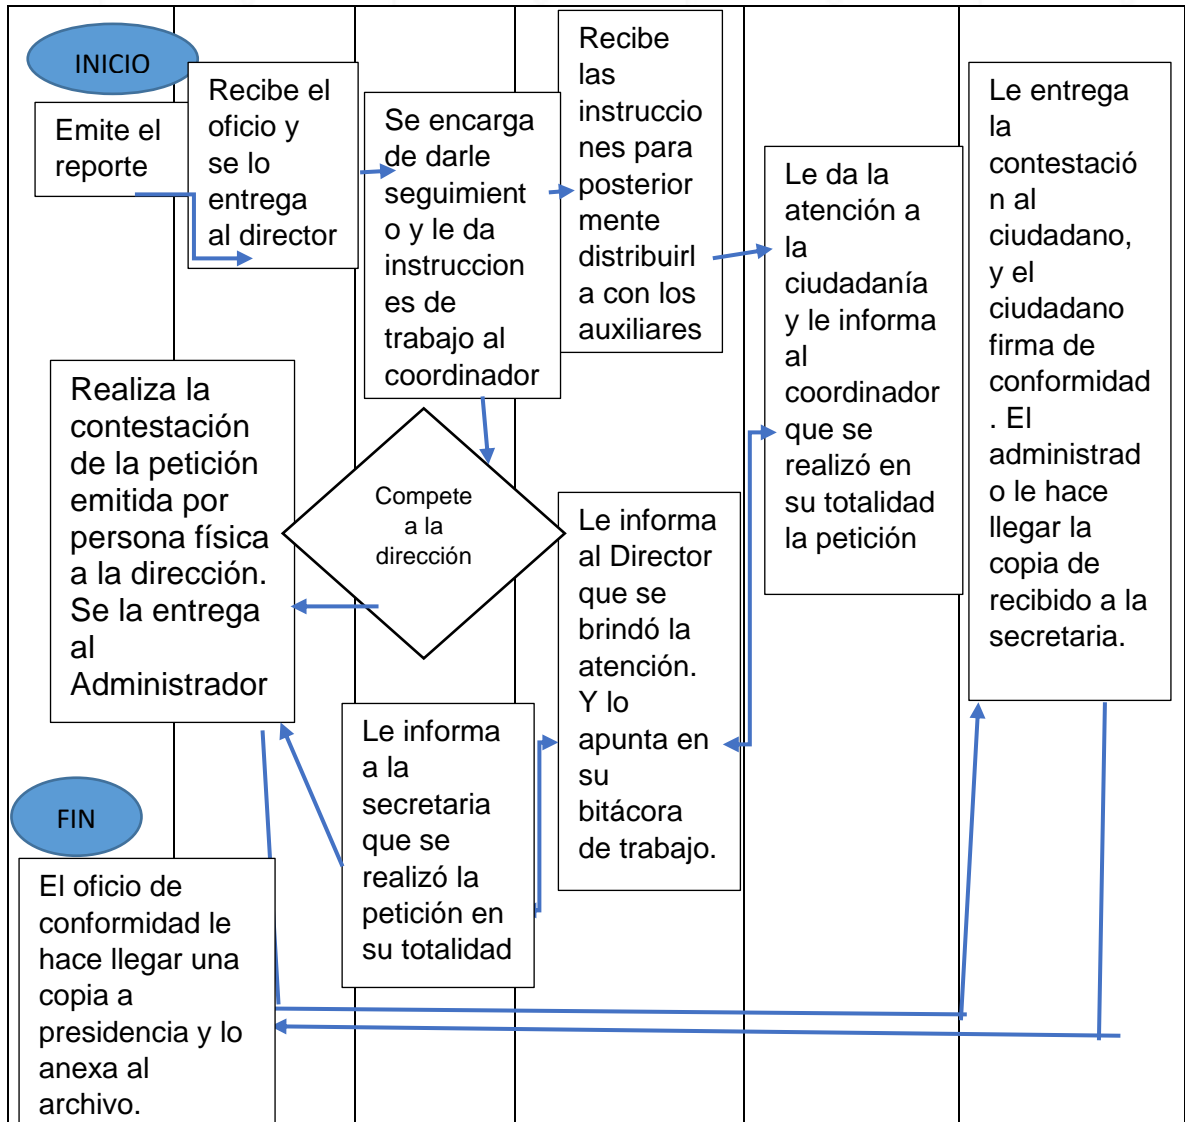 INICIO
Emite el
reporte
Recibe el
oficio y
se lo
entrega
al director
Se encarga
de darle
seguimient
o y le da
instruccion
es de
trabajo al
coordinador
Recibe
las
instruccio
nes para
posterior
mente
distribuirl
a con los
auxiliares
Le da la
atención a
la
ciudadanía
y le informa
al
coordinador
que se
realizó en
su totalidad
la petición
Le entrega
la
contestació
n al
ciudadano,
y el
ciudadano
firma de
conformidad
. El
administrad
o le hace
llegar la
copia de
recibido a la
secretaria.
Realiza la
contestación
de la petición
emitida por
persona física
a la dirección.
Se la entrega
al
Administrador
Compete
a la
dirección
Le informa
al Director
que se
brindó la
atención.
Y lo
apunta en
su
bitácora
de trabajo.
Le informa
a la
secretaria
que se
realizó la
petición en
su totalidad
FIN
El oficio de
conformidad le
hace llegar una
copia a
presidencia y lo
anexa al
archivo.